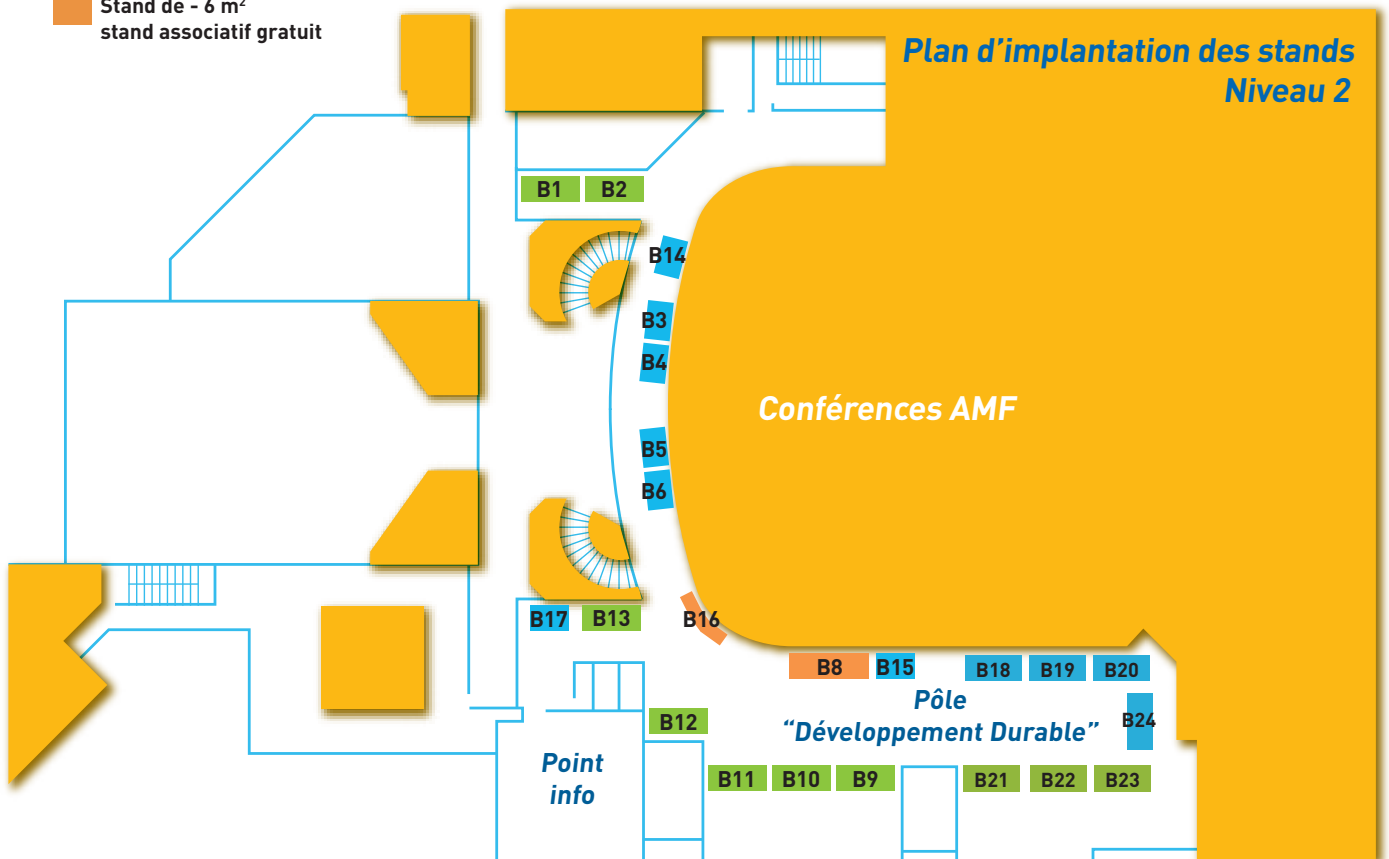 Stand de - 6 m²
stand associatif gratuit
Plan d'implantation des stands
Niveau 2
B1
B2
B14
B3
B4
Conférences AMF
B5
B6
B17
B13
B16
B8
B15
B18
B19
B20
Pôle
“Développement Durable”
B24
B12
Point
info
B11
B10
B9
B21
B22
B23